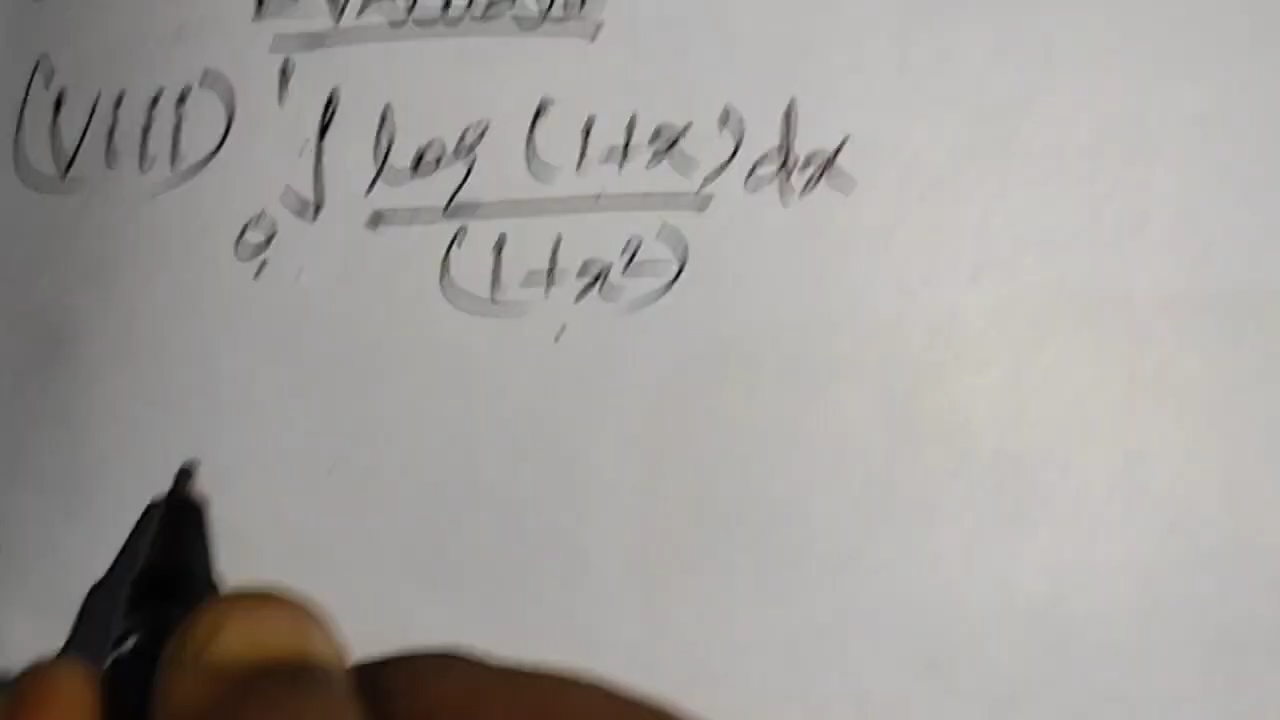 (VIII) ∫₀¹ log (1+x) dx
(1+x²)